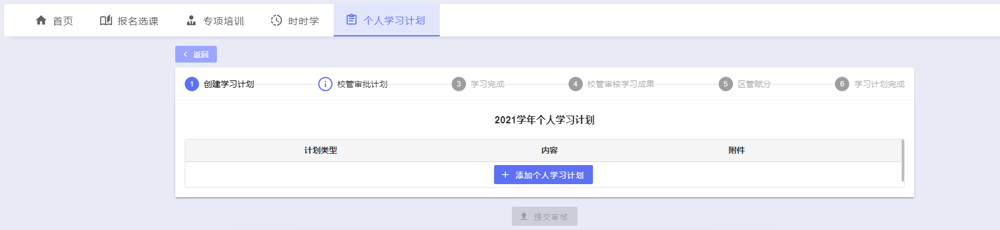 首页 报名选课 专项培训 时时学 个人学习计划
返回
1 创建学习计划 i 校管审批计划 3 学习完成 4 校管审核学习成果 5 区管赋分 6 学习计划完成
2021学年个人学习计划
计划类型 内容 附件
+ 添加个人学习计划
提交审核